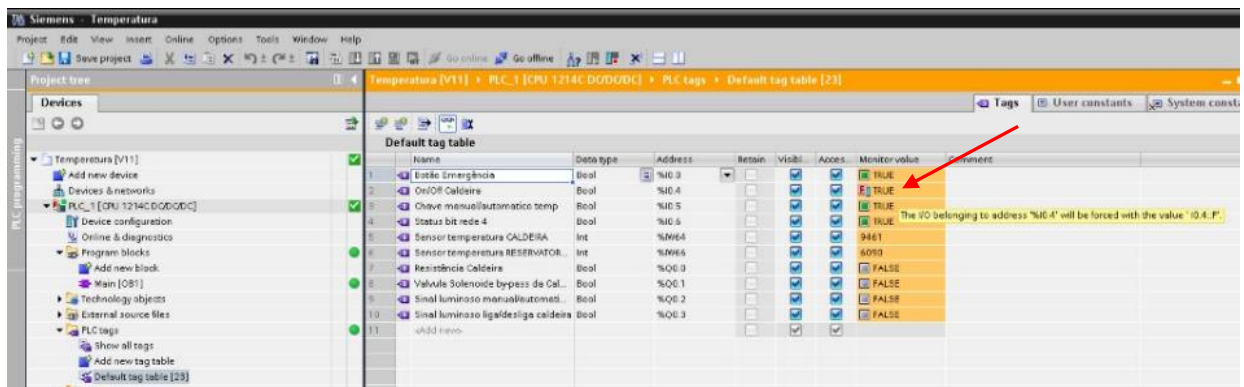 Siemens - Temperatura
Project Edit View Insert Online Options Tools Window Help
Save project Go online Go offline
Project tree
Temperatura [V11] PLC_1 [CPU 1214C DC/DC/DC] PLC tags Default tag table [23]
Devices
Tags User constants System consta
PLC programming
Default tag table
Name Data type Address Retain Visibl... Acces... Monitor value Comment
Temperatura [V11]
Add new device
Devices & networks
PLC_1 [CPU 1214C DC/DC/DC]
Device configuration
Online & diagnostics
Program blocks
Add new block
Main [OB1]
Technology objects
External source files
PLC tags
Show all tags
Add new tag table
Default tag table [23]
1 Botão Emergência Bool %I0.3 TRUE
2 On/Off Caldeira Bool %I0.4 F TRUE
3 Chave manual/automatico temp Bool %I0.5 TRUE
4 Status bit rede 4 Bool %I0.6 TRUE
The I/O belonging to address "%I0.4" will be forced with the value ' I0.4:P'.
5 Sensor temperatura CALDEIRA Int %IW64 9461
6 Sensor temperatura RESERVATOR... Int %IW66 6090
7 Resistência Caldeira Bool %Q0.0 FALSE
8 Valvule Solenoide by-pass de Cal... Bool %Q0.1 FALSE
9 Sinal luminoso manual/automati... Bool %Q0.2 FALSE
10 Sinal luminoso liga/desliga caldeira Bool %Q0.3 FALSE
11 <Add new>